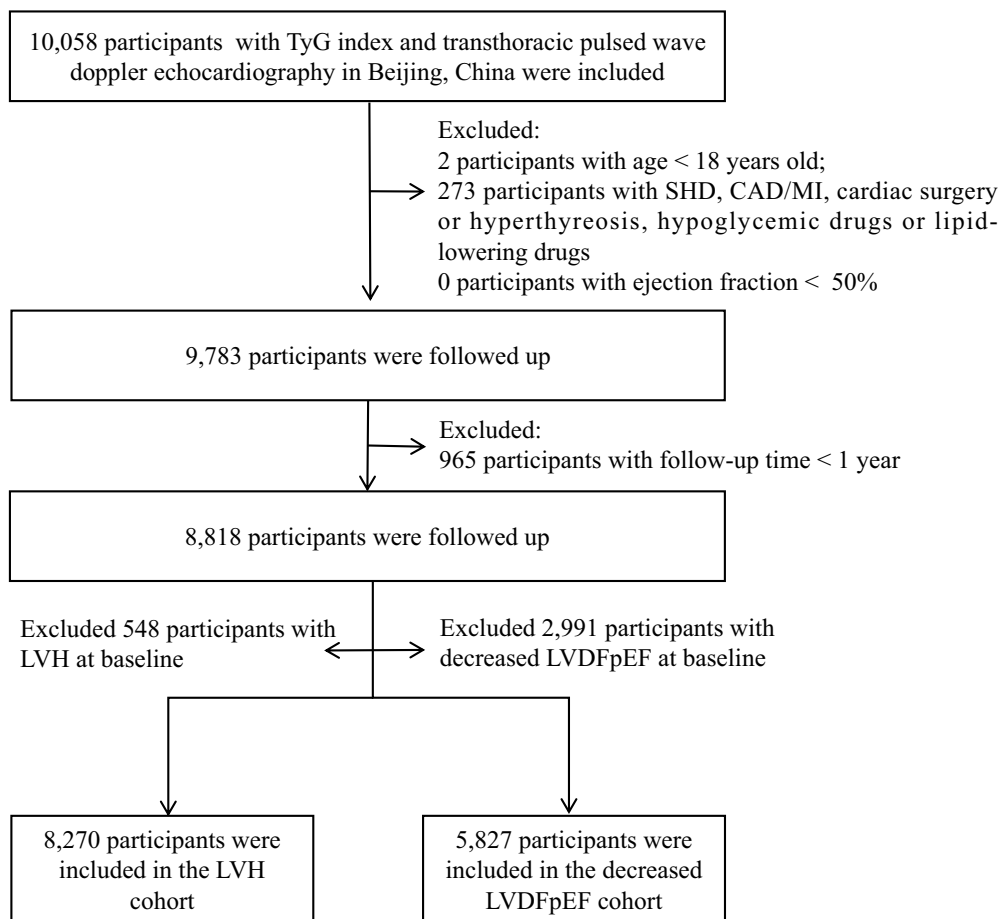 10,058 participants with TyG index and transthoracic pulsed wave
doppler echocardiography in Beijing, China were included
Excluded:
2 participants with age < 18 years old;
273 participants with SHD, CAD/MI, cardiac surgery
or hyperthyreosis, hypoglycemic drugs or lipid-
lowering drugs
0 participants with ejection fraction < 50%
9,783 participants were followed up
Excluded:
965 participants with follow-up time < 1 year
8,818 participants were followed up
Excluded 548 participants with
LVH at baseline
Excluded 2,991 participants with
decreased LVDFpEF at baseline
8,270 participants were
included in the LVH
cohort
5,827 participants were
included in the decreased
LVDFpEF cohort